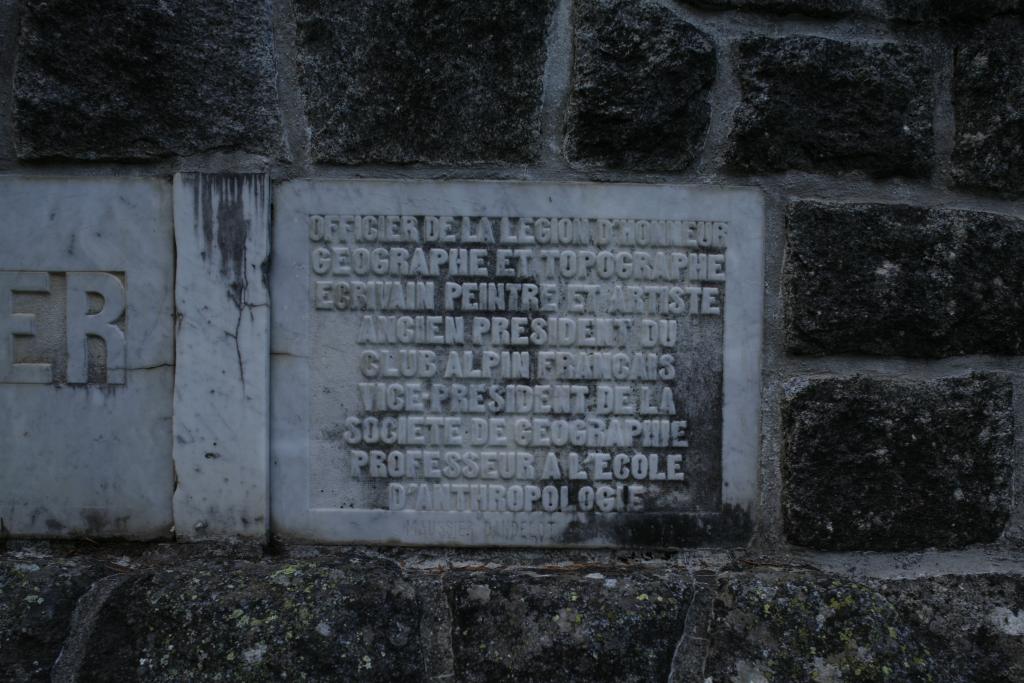 ER
OFFICIER DE LA LEGION D'HONNEUR
GEOGRAPHE ET TOPOGRAPHE
ECRIVAIN PEINTRE ET ARTISTE
ANCIEN PRESIDENT DU
CLUB ALPIN FRANCAIS
VICE-PRESIDENT DE LA
SOCIETE DE GEOGRAPHIE
PROFESSEUR A L'ECOLE
D'ANTHROPOLOGIE